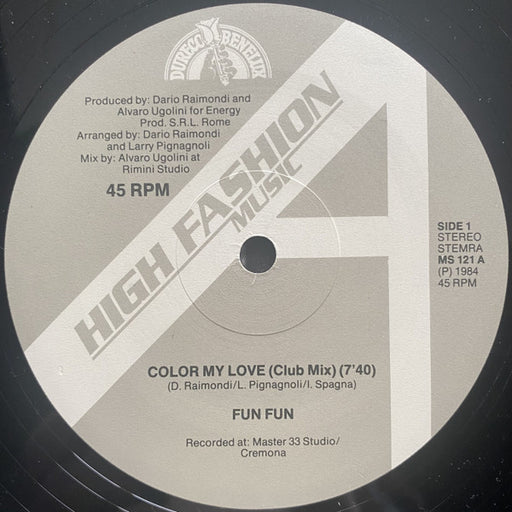 DURECO BENELUX
Produced by: Dario Raimondi and
Alvaro Ugolini for Energy
Prod. S.R.L. Rome
Arranged by: Dario Raimondi
and Larry Pignagnoli
Mix by: Alvaro Ugolini at
Rimini Studio
45 RPM
HIGH FASHION
MUSIC
SIDE 1
STEREO
STEMRA
MS 121 A
(P) 1984
45 RPM
COLOR MY LOVE (Club Mix) (7'40)
(D. Raimondi/L. Pignagnoli/I. Spagna)
FUN FUN
Recorded at: Master 33 Studio/
Cremona